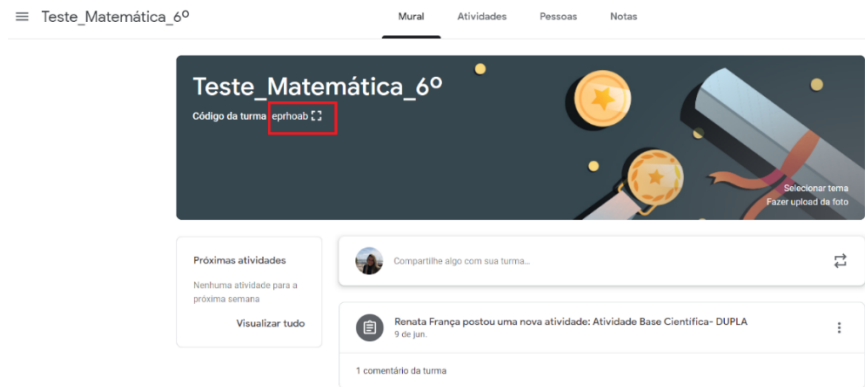 Teste_Matemática_6º
Mural Atividades Pessoas Notas
Teste_Matemática_6º
Código da turma eprhoab
Selecionar tema
Fazer upload da foto
Próximas atividades
Nenhuma atividade para a
próxima semana
Visualizar tudo
Compartilhe algo com sua turma...
Renata França postou uma nova atividade: Atividade Base Científica- DUPLA
9 de jun.
1 comentário da turma